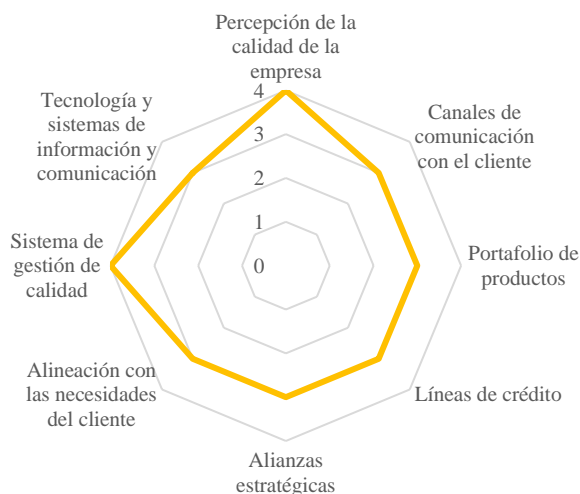 Percepción de la
calidad de la
empresa
Canales de
comunicación
con el cliente
Portafolio de
productos
Líneas de crédito
Alianzas
estratégicas
Alineación con
las necesidades
del cliente
Sistema de
gestión de
calidad
Tecnología y
sistemas de
información y
comunicación
4
3
2
1
0